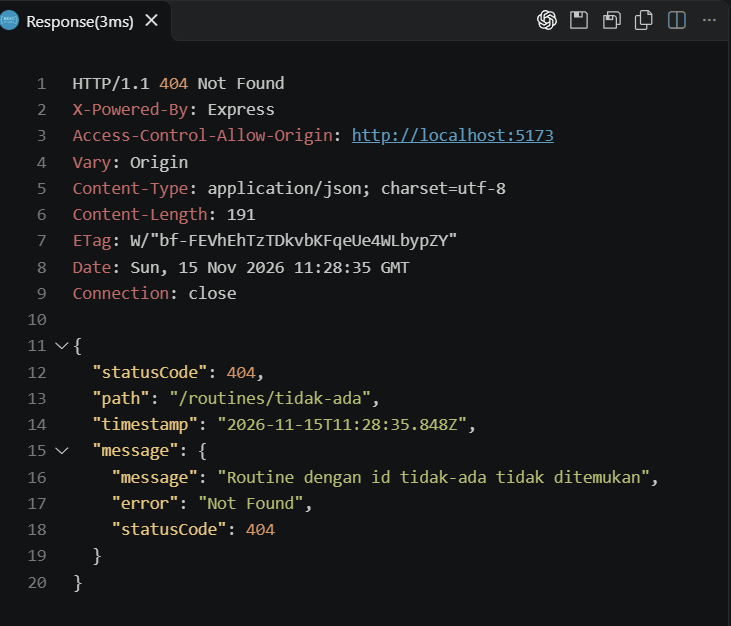 Response(3ms)
1 HTTP/1.1 404 Not Found
2 X-Powered-By: Express
3 Access-Control-Allow-Origin: http://localhost:5173
4 Vary: Origin
5 Content-Type: application/json; charset=utf-8
6 Content-Length: 191
7 ETag: W/"bf-FEVhEhTzTDkvbKFqeUe4WLbypZY"
8 Date: Sun, 15 Nov 2026 11:28:35 GMT
9 Connection: close
10
11 {
12 "statusCode": 404,
13 "path": "/routines/tidak-ada",
14 "timestamp": "2026-11-15T11:28:35.848Z",
15 "message": {
16 "message": "Routine dengan id tidak-ada tidak ditemukan",
17 "error": "Not Found",
18 "statusCode": 404
19 }
20 }